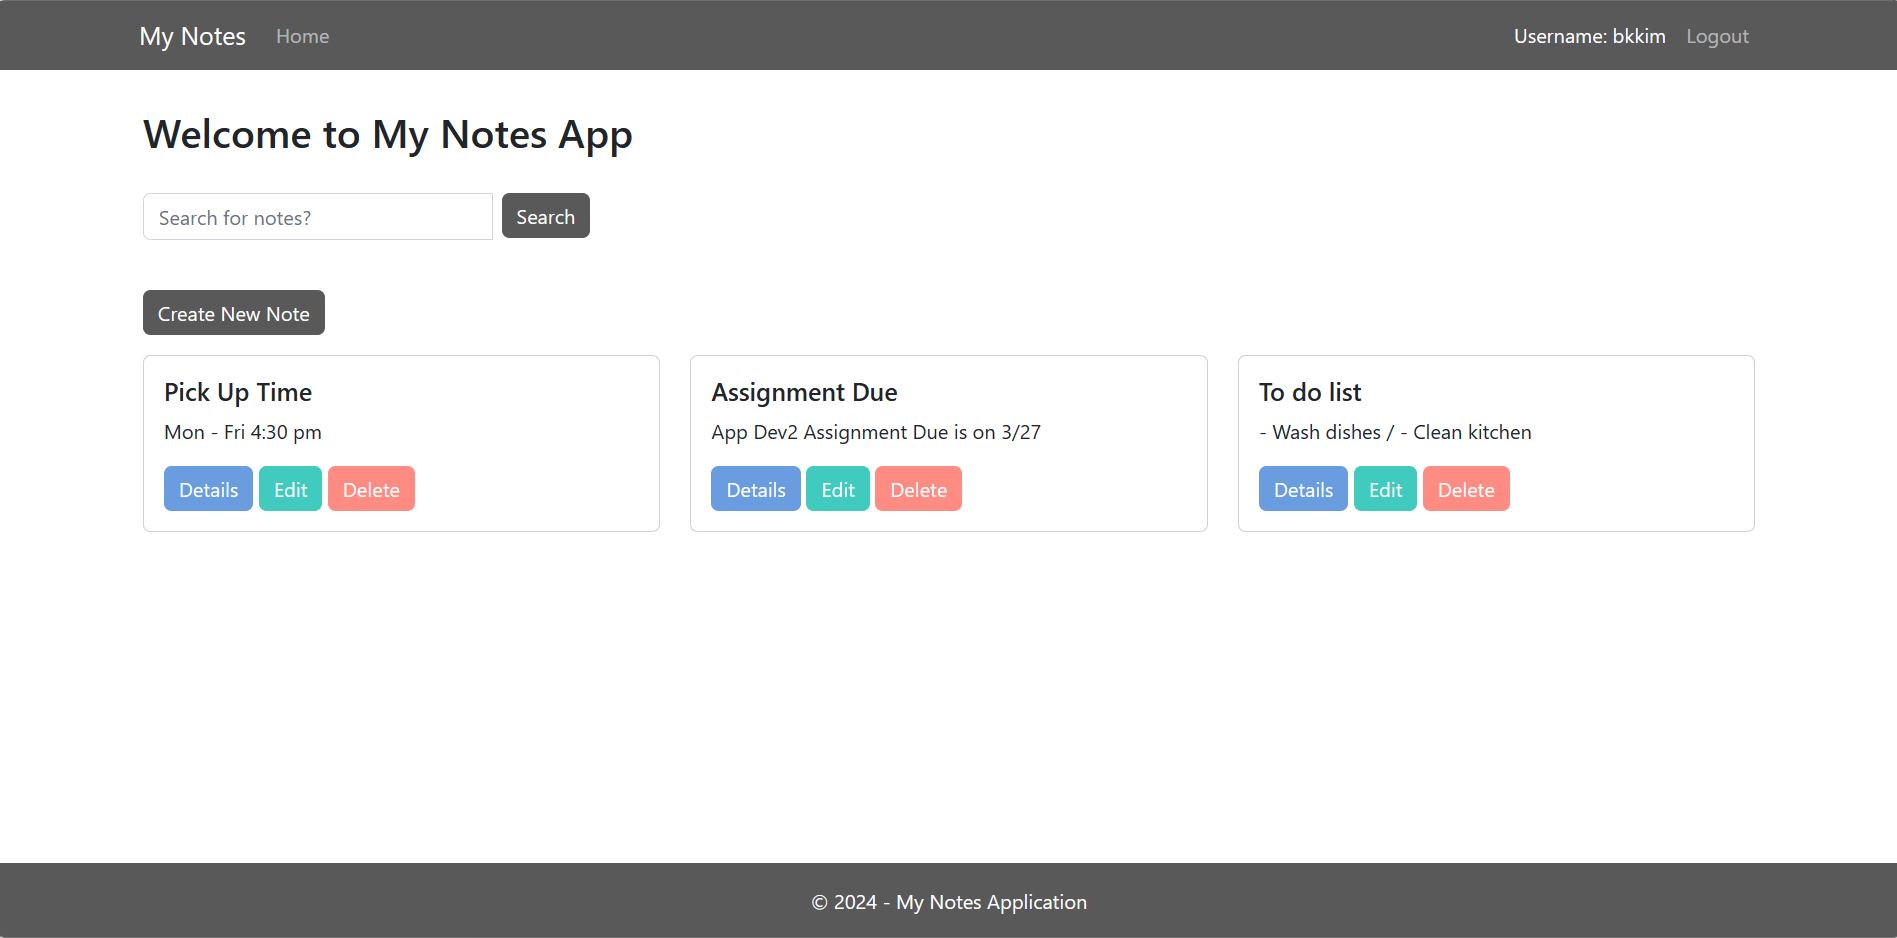 My Notes Home Username: bkkim Logout
Welcome to My Notes App
Search for notes? Search
Create New Note
Pick Up Time
Mon - Fri 4:30 pm
Details Edit Delete
Assignment Due
App Dev2 Assignment Due is on 3/27
Details Edit Delete
To do list
- Wash dishes / - Clean kitchen
Details Edit Delete
© 2024 - My Notes Application